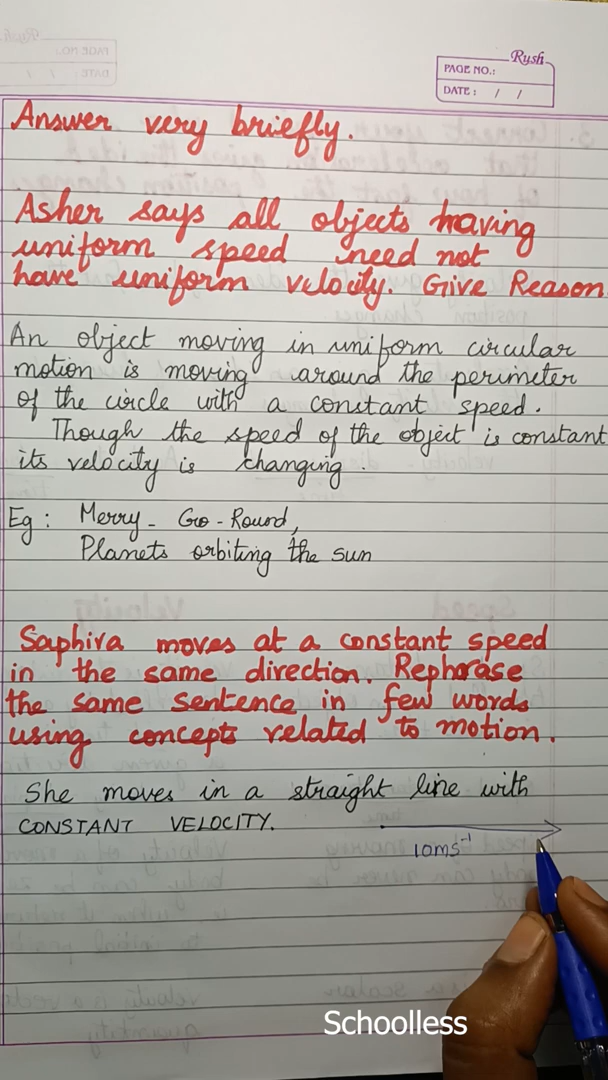 Rush
PAGE NO.:
DATE: / /
Answer very briefly.
Asher says all objects having
uniform speed need not
have uniform velocity. Give Reason
An object moving in uniform circular
motion is moving around the perimeter
of the circle with a constant speed.
Though the speed of the object is constant
its velocity is changing.
Eg: Merry-Go-Round,
Planets orbiting the sun
Saphira moves at a constant speed
in the same direction. Rephrase
the same sentence in few words
using concepts related to motion.
She moves in a straight line with
CONSTANT VELOCITY.
10ms⁻¹
Schoolless